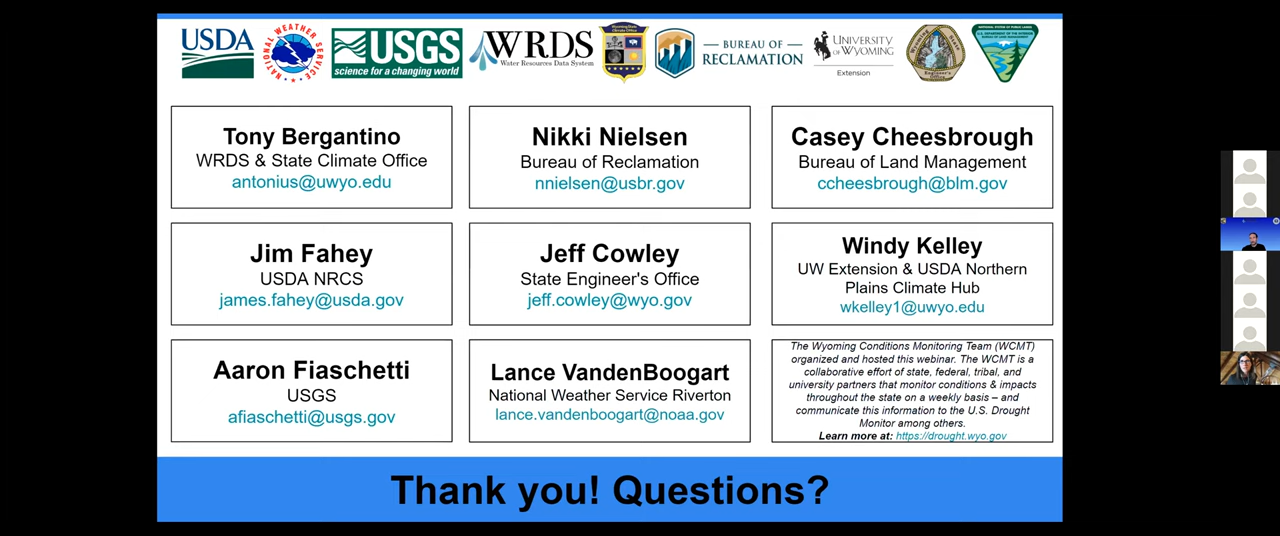 USDA
NATIONAL WEATHER SERVICE
USGS
science for a changing world
WRDS
Water Resources Data System
BUREAU OF
RECLAMATION
UNIVERSITY
OF WYOMING
Extension
Tony Bergantino
WRDS & State Climate Office
antonius@uwyo.edu
Nikki Nielsen
Bureau of Reclamation
nnielsen@usbr.gov
Casey Cheesbrough
Bureau of Land Management
ccheesbrough@blm.gov
Jim Fahey
USDA NRCS
james.fahey@usda.gov
Jeff Cowley
State Engineer's Office
jeff.cowley@wyo.gov
Windy Kelley
UW Extension & USDA Northern
Plains Climate Hub
wkelley1@uwyo.edu
Aaron Fiaschetti
USGS
afiaschetti@usgs.gov
Lance VandenBoogart
National Weather Service Riverton
lance.vandenboogart@noaa.gov
The Wyoming Conditions Monitoring Team (WCMT)
organized and hosted this webinar. The WCMT is a
collaborative effort of state, federal, tribal, and
university partners that monitor conditions & impacts
throughout the state on a weekly basis – and
communicate this information to the U.S. Drought
Monitor among others.
Learn more at: https://drought.wyo.gov
Thank you! Questions?